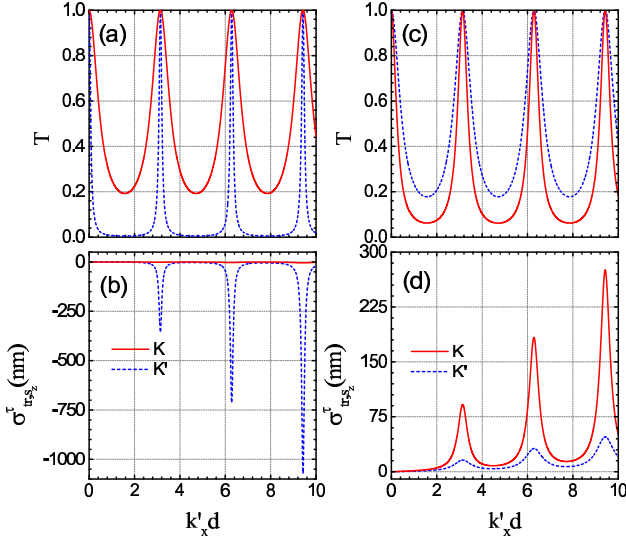 (a)
T
1.0
0.8
0.6
0.4
0.2
0.0
(c)
T
1.0
0.8
0.6
0.4
0.2
0.0
(b)
σ^τ_{tr,s_z}(nm)
0
-250
-500
-750
-1000
K
K'
0 2 4 6 8 10
k'_x d
(d)
σ^τ_{tr,s_z}(nm)
300
225
150
75
0
K
K'
0 2 4 6 8 10
k'_x d